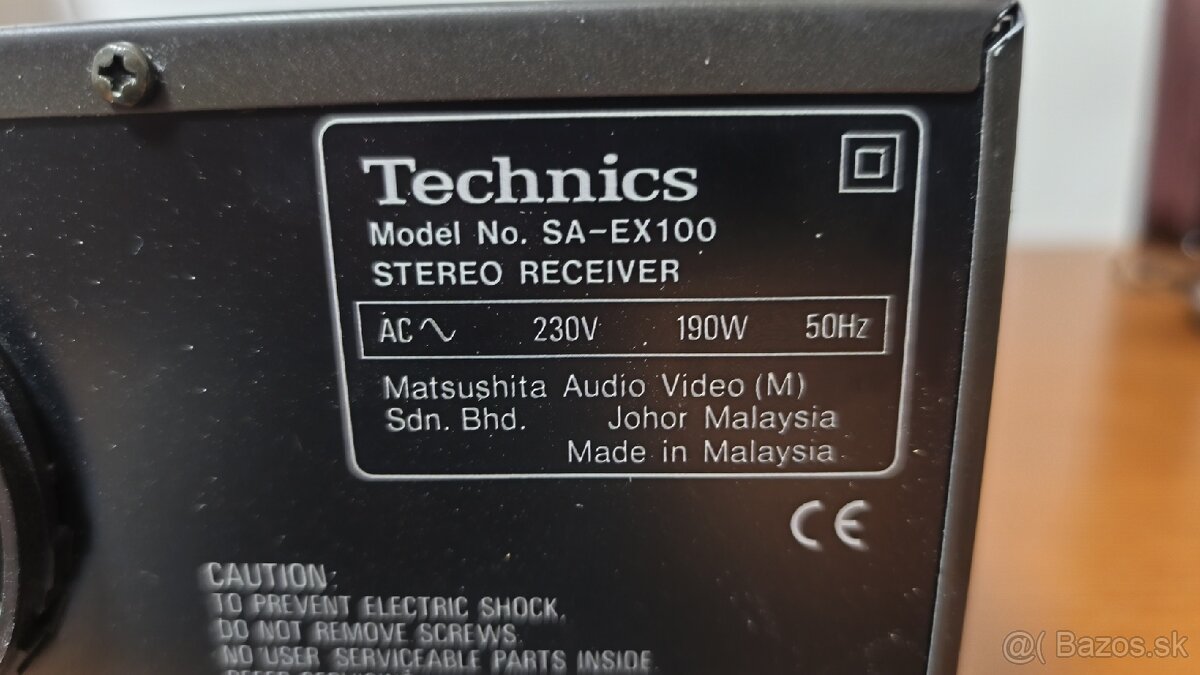 Technics
Model No. SA-EX100
STEREO RECEIVER
AC 230V 190W 50Hz
Matsushita Audio Video (M)
Sdn. Bhd. Johor Malaysia
Made in Malaysia
CE
CAUTION:
TO PREVENT ELECTRIC SHOCK,
DO NOT REMOVE SCREWS.
NO USER SERVICEABLE PARTS INSIDE
@( Bazos.sk